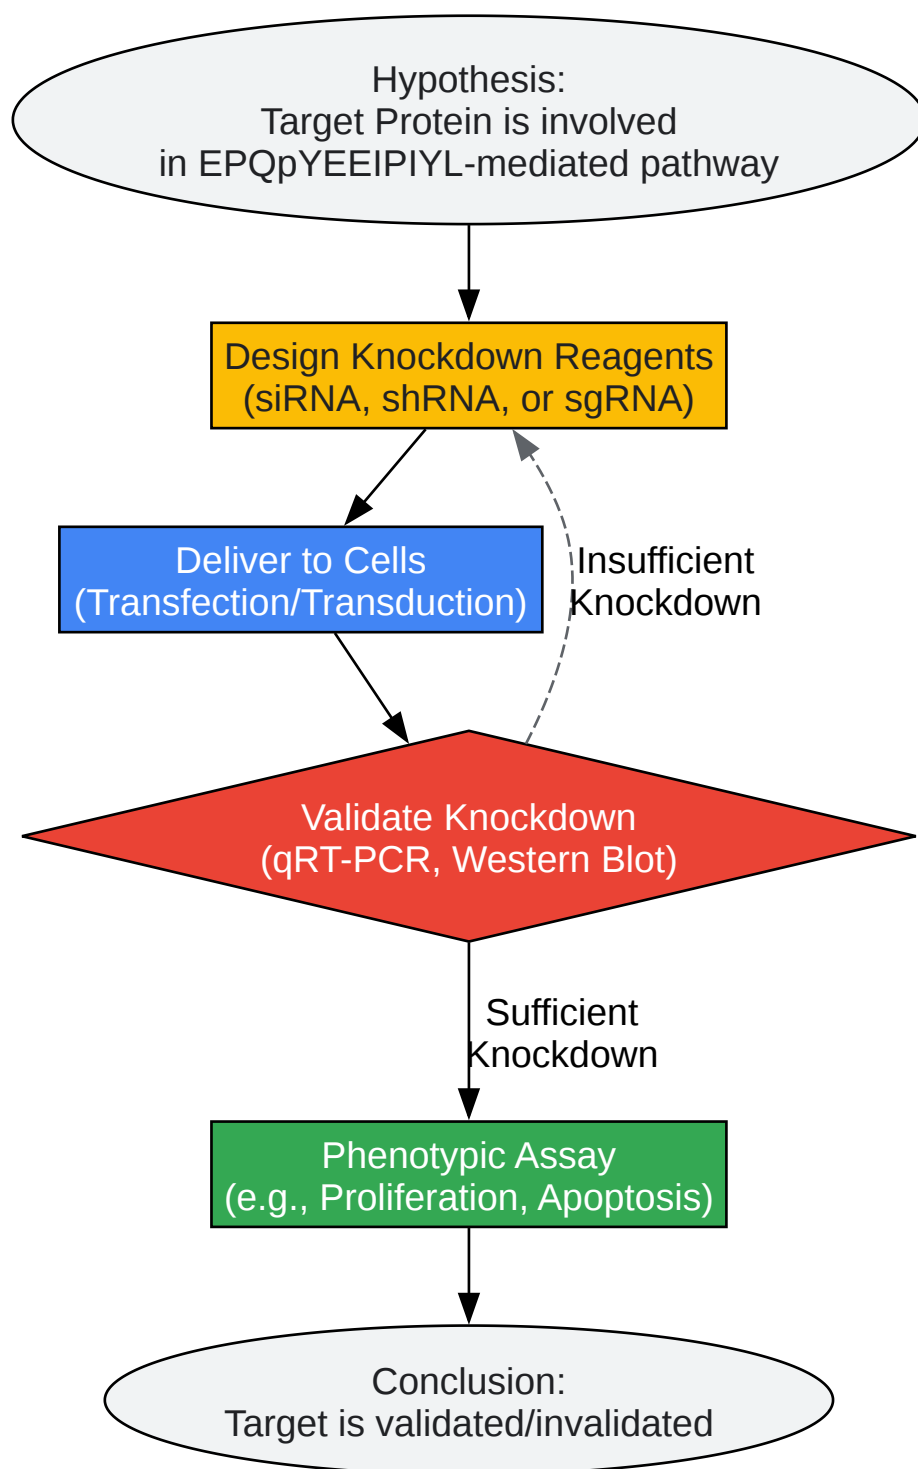 Hypothesis:
Target Protein is involved
in EPQpYEEIPIYL-mediated pathway
Design Knockdown Reagents
(siRNA, shRNA, or sgRNA)
Deliver to Cells
(Transfection/Transduction)
Insufficient
Knockdown
Validate Knockdown
(qRT-PCR, Western Blot)
Sufficient
Knockdown
Phenotypic Assay
(e.g., Proliferation, Apoptosis)
Conclusion:
Target is validated/invalidated